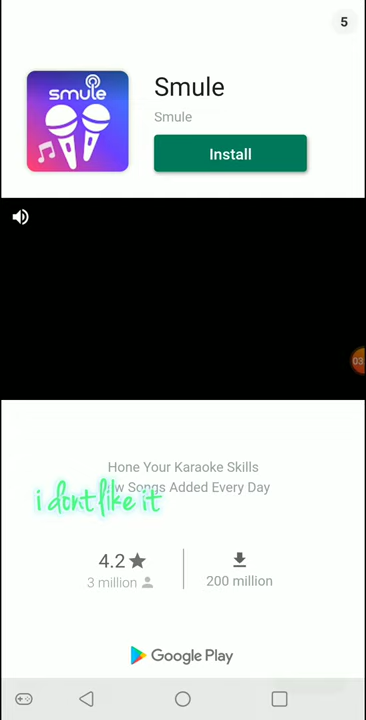 5
smule
Smule
Smule
Install
03
Hone Your Karaoke Skills
Songs Added Every Day
i dont like it
4.2
3 million
200 million
Google Play